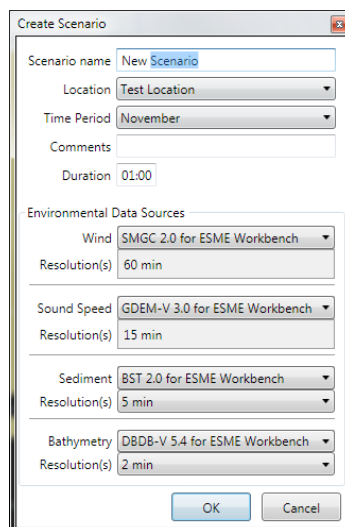 Create Scenario
Scenario name New Scenario
Location Test Location
Time Period November
Comments
Duration 01:00
Environmental Data Sources
Wind SMGC 2.0 for ESME Workbench
Resolution(s) 60 min
Sound Speed GDEM-V 3.0 for ESME Workbench
Resolution(s) 15 min
Sediment BST 2.0 for ESME Workbench
Resolution(s) 5 min
Bathymetry DBDB-V 5.4 for ESME Workbench
Resolution(s) 2 min
OK Cancel